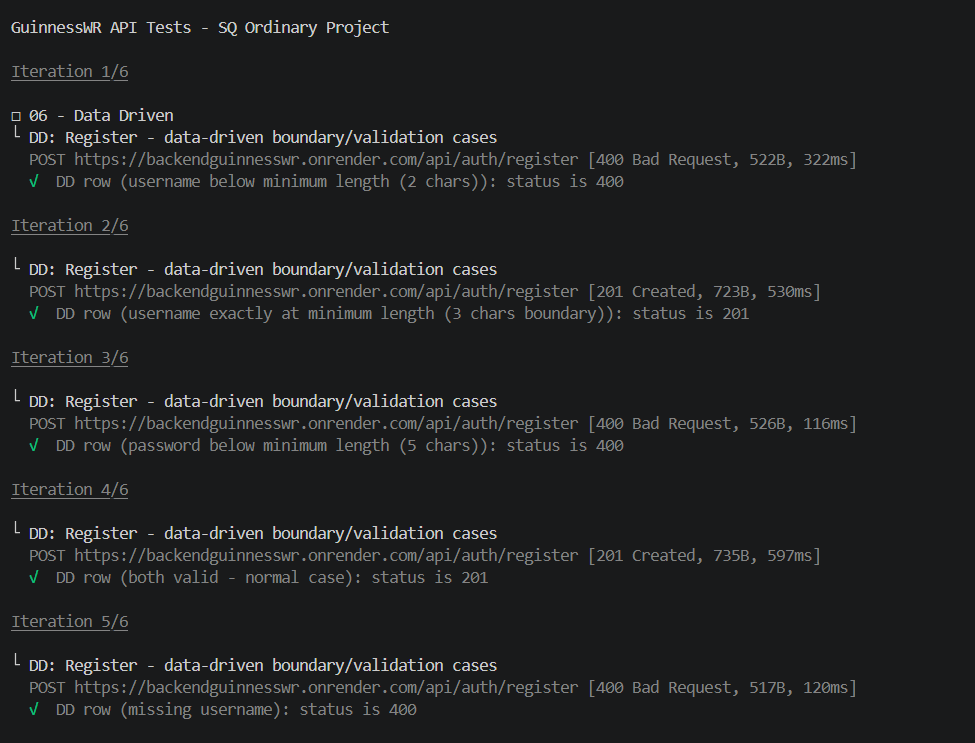 GuinnessWR API Tests - SQ Ordinary Project
Iteration 1/6
□ 06 - Data Driven
└ DD: Register - data-driven boundary/validation cases
POST https://backendguinnesswr.onrender.com/api/auth/register [400 Bad Request, 522B, 322ms]
√ DD row (username below minimum length (2 chars)): status is 400
Iteration 2/6
└ DD: Register - data-driven boundary/validation cases
POST https://backendguinnesswr.onrender.com/api/auth/register [201 Created, 723B, 530ms]
√ DD row (username exactly at minimum length (3 chars boundary)): status is 201
Iteration 3/6
└ DD: Register - data-driven boundary/validation cases
POST https://backendguinnesswr.onrender.com/api/auth/register [400 Bad Request, 526B, 116ms]
√ DD row (password below minimum length (5 chars)): status is 400
Iteration 4/6
└ DD: Register - data-driven boundary/validation cases
POST https://backendguinnesswr.onrender.com/api/auth/register [201 Created, 735B, 597ms]
√ DD row (both valid - normal case): status is 201
Iteration 5/6
└ DD: Register - data-driven boundary/validation cases
POST https://backendguinnesswr.onrender.com/api/auth/register [400 Bad Request, 517B, 120ms]
√ DD row (missing username): status is 400